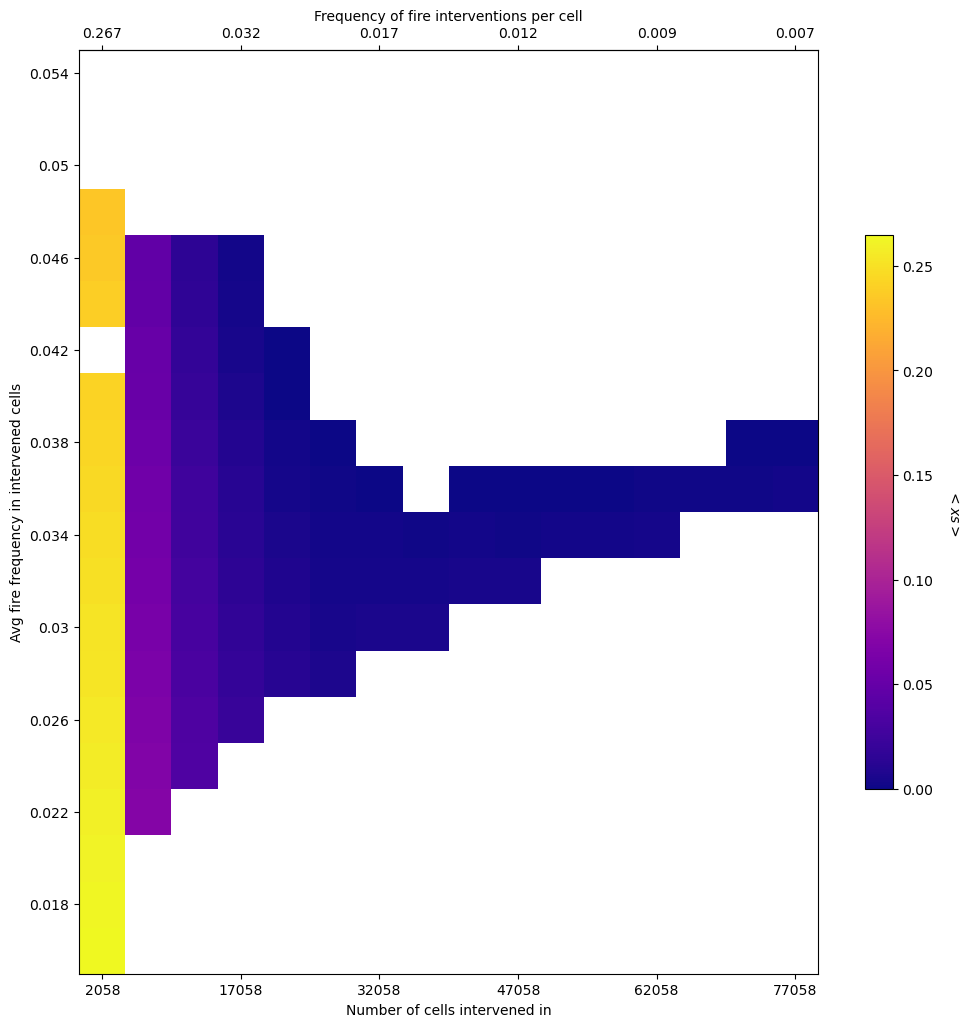 Frequency of fire interventions per cell
0.267 0.032 0.017 0.012 0.009 0.007
0.054
0.05
0.046
0.042
0.038
0.034
0.03
0.026
0.022
0.018
Avg fire frequency in intervened cells
2058 17058 32058 47058 62058 77058
Number of cells intervened in
0.25
0.20
0.15
0.10
0.05
0.00
< sx >